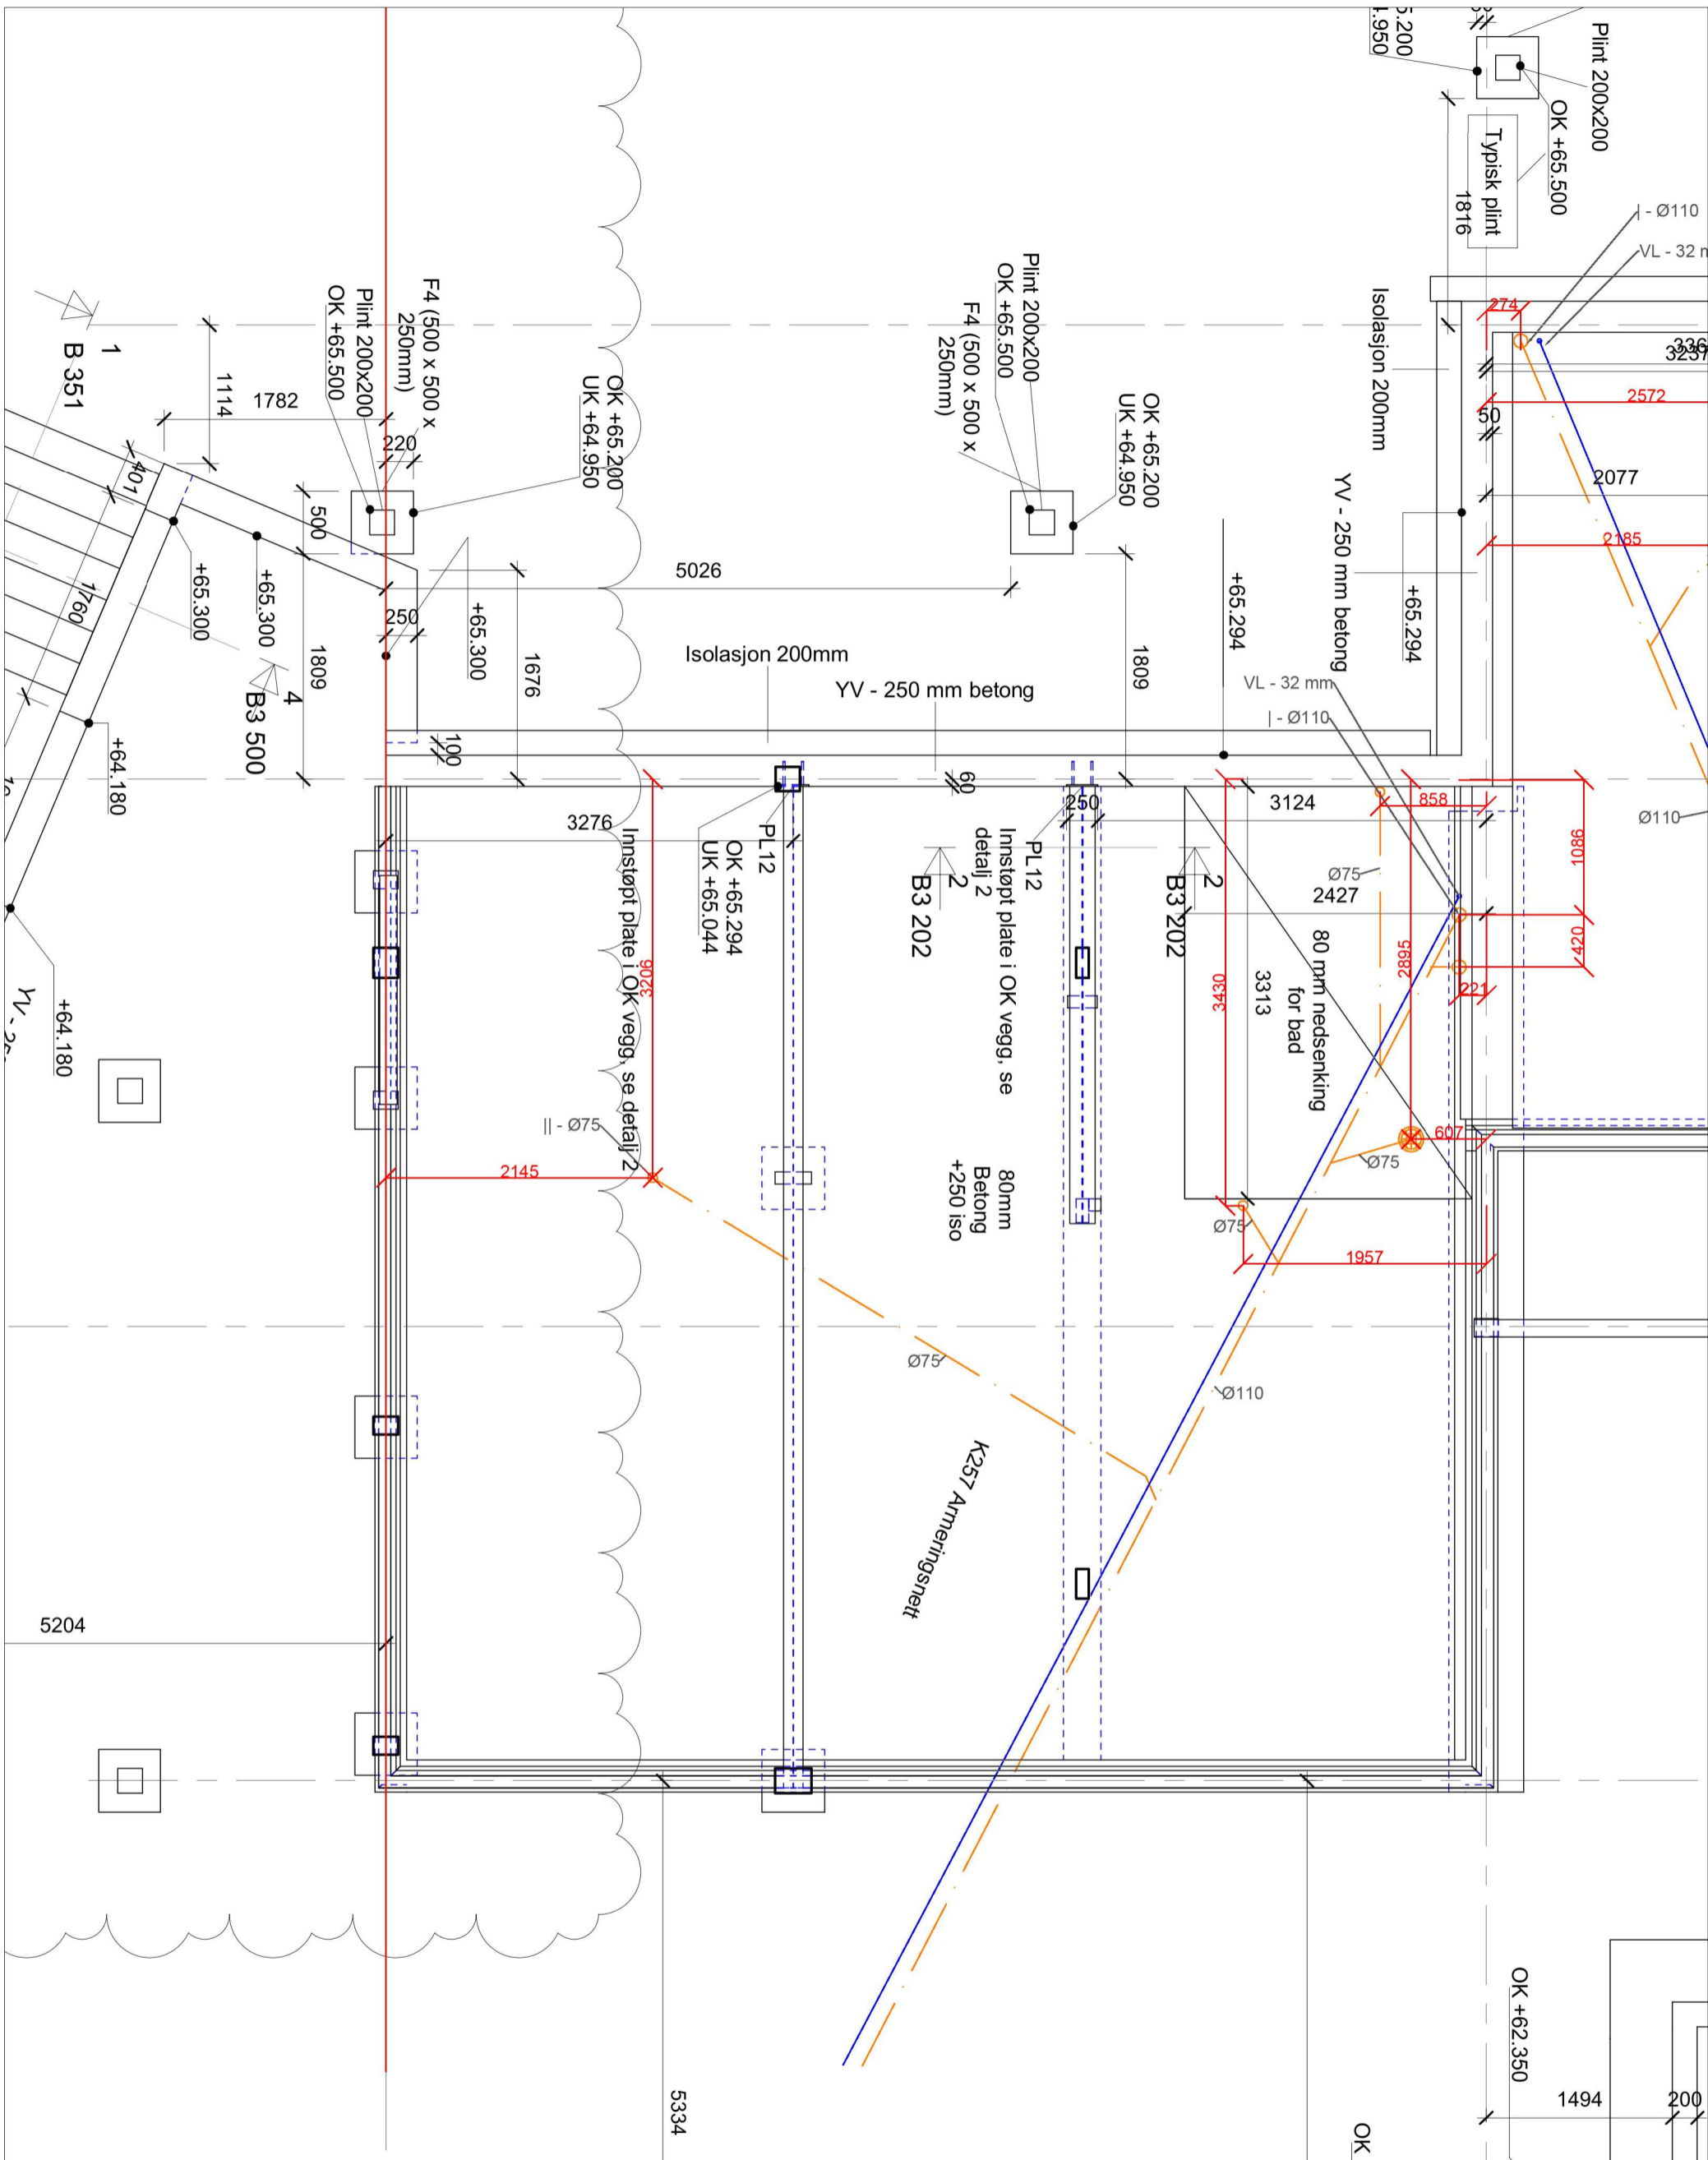 5.200
4.950
Plint 200x200
OK +65.500
Typisk plint
1816
I - Ø110
VL - 32 m
Isolasjon 200mm
274
336
3237
2572
50
2077
2185
Plint 200x200
OK +65.500
F4 (500 x 500 x
250mm)
OK +65.200
UK +64.950
F4 (500 x 500 x
250mm)
Plint 200x200
OK +65.500
OK +65.200
UK +64.950
1
B 351
1114
1782
220
401
500
1760
+65.300
+65.300
5026
250
+65.300
1809
1676
4
B3 500
+64.180
100
Isolasjon 200mm
YV - 250 mm betong
1809
+65.294
YV - 250 mm betong
+65.294
VL - 32 mm
I - Ø110
60
250
3124
858
1086
Ø110
3276
PL12
OK +65.294
UK +65.044
Innstøpt plate i OK vegg, se detalj 2
3206
PL12
Innstøpt plate i OK vegg, se
detalj 2
2
B3 202
2
B3 202
Ø75
2427
2895
420
221
3430
3313
80 mm nedsenking
for bad
607
Ø75
II - Ø75
2145
80mm
Betong
+250 iso
Ø75
1957
Ø75
Ø110
K257 Armeringsnett
+64.180
5204
5334
OK +62.350
1494
200
OK